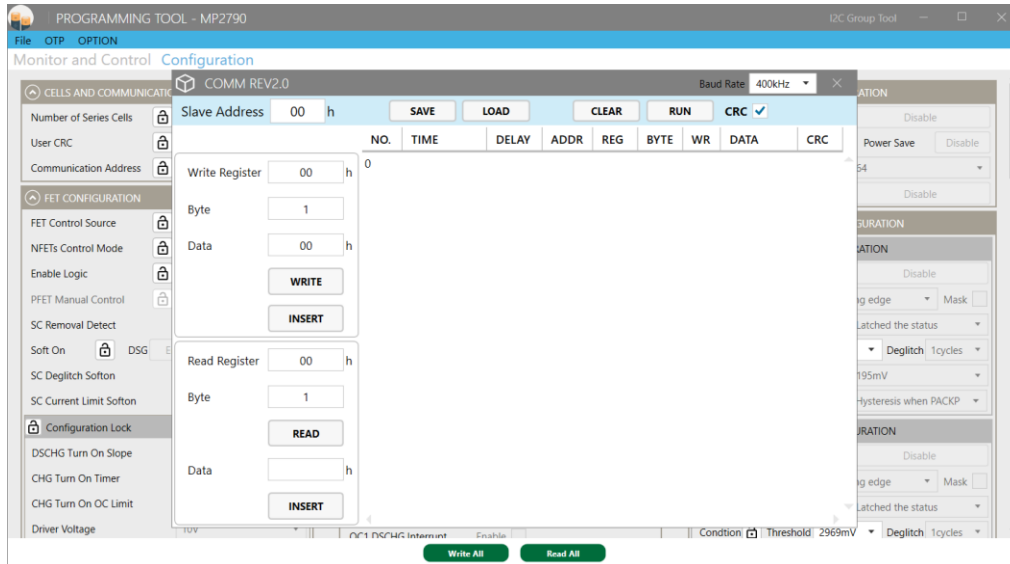 PROGRAMMING TOOL - MP2790
I2C Group Tool
File OTP OPTION
Monitor and Control Configuration
COMM REV2.0
Baud Rate 400kHz
Slave Address 00 h
SAVE LOAD CLEAR RUN CRC
NO. TIME DELAY ADDR REG BYTE WR DATA CRC
0
Write Register 00 h
Byte 1
Data 00 h
WRITE
INSERT
Read Register 00 h
Byte 1
READ
Data h
INSERT
CELLS AND COMMUNICATIO
Number of Series Cells
User CRC
Communication Address
FET CONFIGURATION
FET Control Source
NFETs Control Mode
Enable Logic
PFET Manual Control
SC Removal Detect
Soft On DSG E
SC Deglitch Softon
SC Current Limit Softon
Configuration Lock
DSCHG Turn On Slope
CHG Turn On Timer
CHG Turn On OC Limit
Driver Voltage 10V
OC1 DSCHG Interrupt Enable
ATION
Disable
Power Save Disable
64
Disable
GURATION
ATION
Disable
ng edge Mask
Latched the status
Deglitch 1cycles
195mV
Hysteresis when PACKP
URATION
Disable
ng edge Mask
Latched the status
Condtion Threshold 2969mV Deglitch 1cycles
Write All Read All